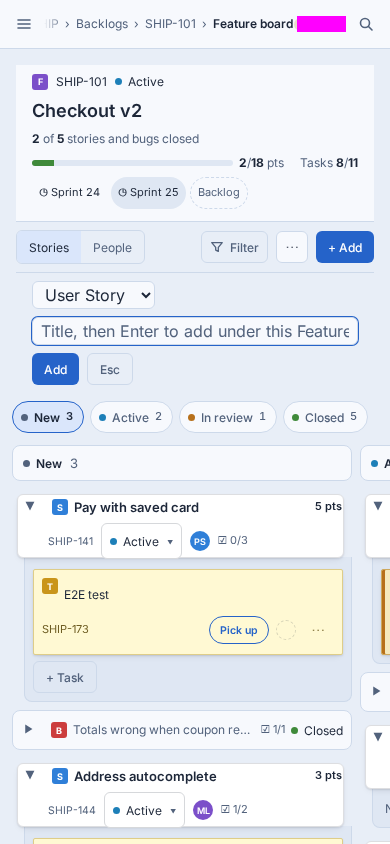 IP › Backlogs › SHIP-101 › Feature board
F SHIP-101 Active
Checkout v2
2 of 5 stories and bugs closed
2/18 pts Tasks 8/11
Sprint 24 Sprint 25 Backlog
Stories People Filter ··· + Add
User Story
Title, then Enter to add under this Feature
Add Esc
New 3 Active 2 In review 1 Closed 5
New 3 A
S Pay with saved card 5 pts
SHIP-141 Active PS 0/3
T E2E test
SHIP-173 Pick up ···
+ Task
B Totals wrong when coupon re... 1/1 Closed
S Address autocomplete 3 pts
SHIP-144 Active ML 1/2